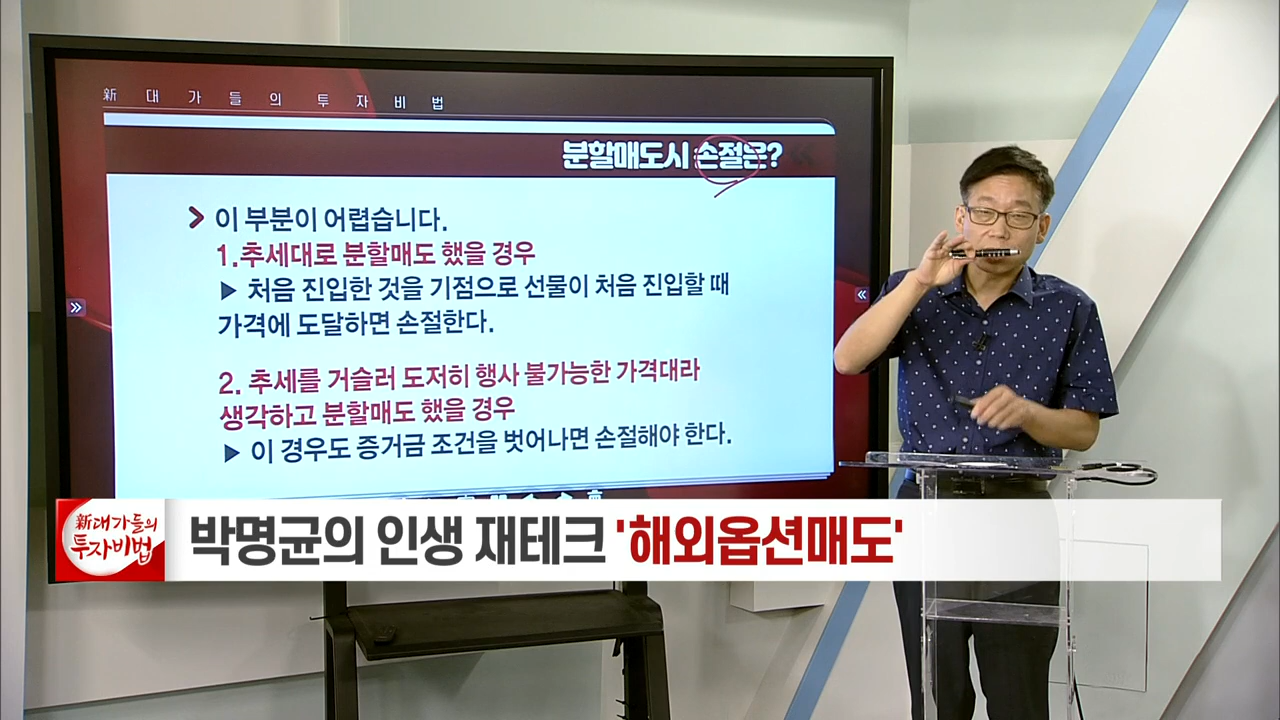 新 대 가 들 의 투 자 비 법
분할매도시 손절은?
이 부분이 어렵습니다.
1.추세대로 분할매도 했을 경우
▶ 처음 진입한 것을 기점으로 선물이 처음 진입할 때
가격에 도달하면 손절한다.
2. 추세를 거슬러 도저히 행사 불가능한 가격대라
생각하고 분할매도 했을 경우
▶ 이 경우도 증거금 조건을 벗어나면 손절해야 한다.
新대가들의
투자비법
박명균의 인생 재테크 '해외옵션매도'